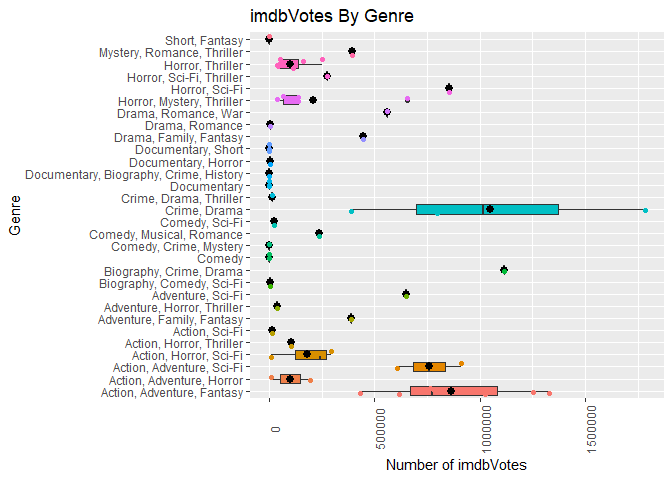 imdbVotes By Genre
Short, Fantasy
Mystery, Romance, Thriller
Horror, Thriller
Horror, Sci-Fi, Thriller
Horror, Sci-Fi
Horror, Mystery, Thriller
Drama, Romance, War
Drama, Romance
Drama, Family, Fantasy
Documentary, Short
Documentary, Horror
Documentary, Biography, Crime, History
Documentary
Crime, Drama, Thriller
Crime, Drama
Comedy, Sci-Fi
Comedy, Musical, Romance
Comedy, Crime, Mystery
Comedy
Biography, Crime, Drama
Biography, Comedy, Sci-Fi
Adventure, Sci-Fi
Adventure, Horror, Thriller
Adventure, Family, Fantasy
Action, Sci-Fi
Action, Horror, Thriller
Action, Horror, Sci-Fi
Action, Adventure, Sci-Fi
Action, Adventure, Horror
Action, Adventure, Fantasy
Genre
0
500000
1000000
1500000
Number of imdbVotes